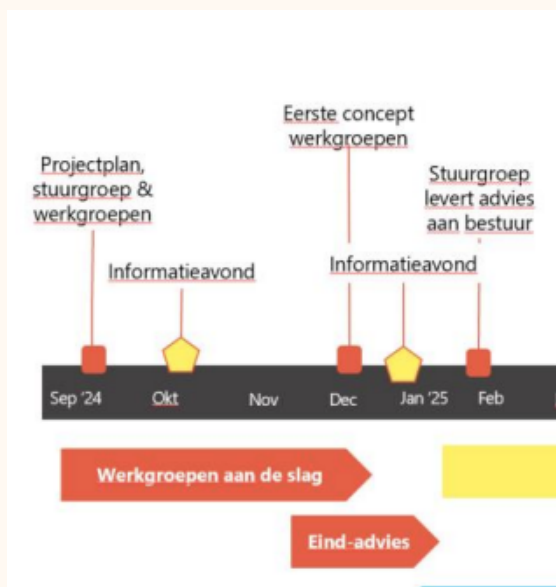 Eerste concept
werkgroepen
Projectplan,
stuurgroep &
werkgroepen
Stuurgroep
levert advies
aan bestuur
Informatieavond
Informatieavond
Sep '24
Okt
Nov
Dec
Jan '25
Feb
Werkgroepen aan de slag
Eind-advies